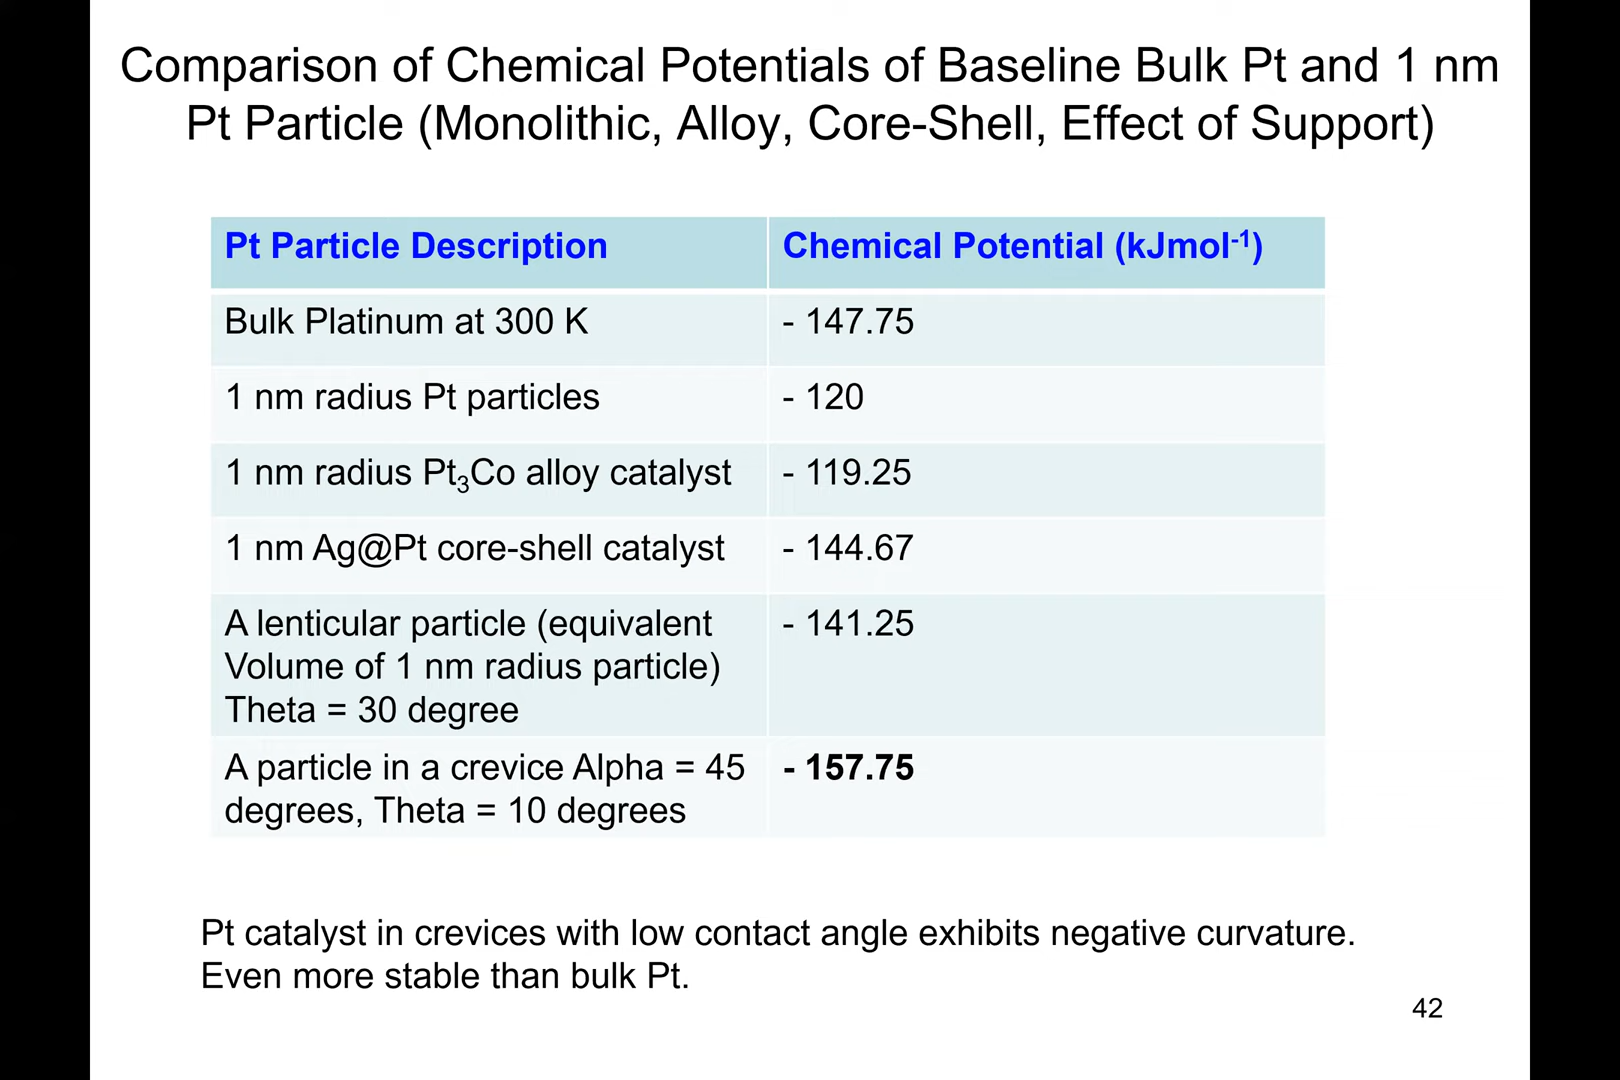 Comparison of Chemical Potentials of Baseline Bulk Pt and 1 nm
Pt Particle (Monolithic, Alloy, Core-Shell, Effect of Support)
Pt Particle Description
Chemical Potential (kJmol⁻¹)
Bulk Platinum at 300 K
- 147.75
1 nm radius Pt particles
- 120
1 nm radius Pt₃Co alloy catalyst
- 119.25
1 nm Ag@Pt core-shell catalyst
- 144.67
A lenticular particle (equivalent
Volume of 1 nm radius particle)
Theta = 30 degree
- 141.25
A particle in a crevice Alpha = 45
degrees, Theta = 10 degrees
- 157.75
Pt catalyst in crevices with low contact angle exhibits negative curvature.
Even more stable than bulk Pt.
42